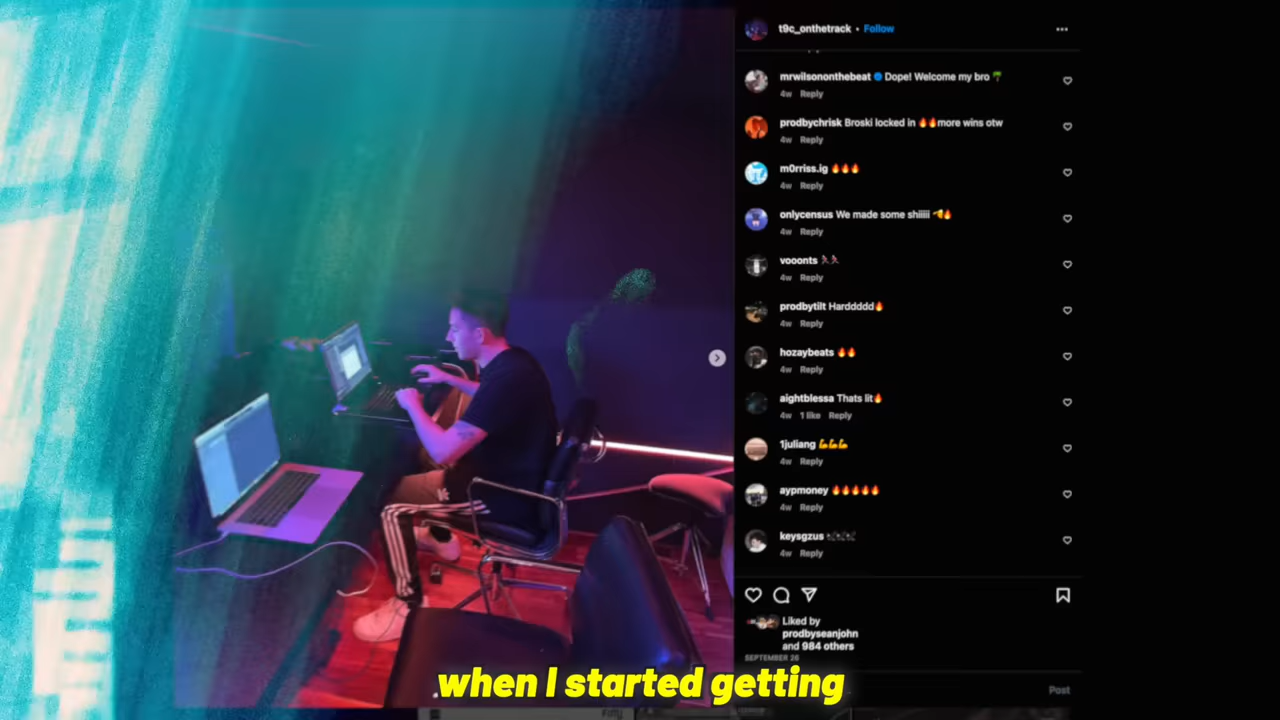 t9c_onthetrack • Follow
mrwilsononthebeat Dope! Welcome my bro 🌴
4w Reply
prodbychrisk Broski locked in 🔥🔥more wins otw
4w Reply
m0rriss.ig 🔥🔥🔥
4w Reply
onlycensus We made some shiiiii 🔥
4w Reply
vooonts
4w Reply
prodbytilt Harddddd🔥
4w Reply
hozaybeats 🔥🔥
4w Reply
aightblessa Thats lit🔥
4w 1 like Reply
1juliang 💪💪💪
4w Reply
aypmoney 🔥🔥🔥🔥🔥
4w Reply
keysgzus
4w Reply
Liked by
prodbyseanjohn
and 984 others
SEPTEMBER 26
when I started getting
Post